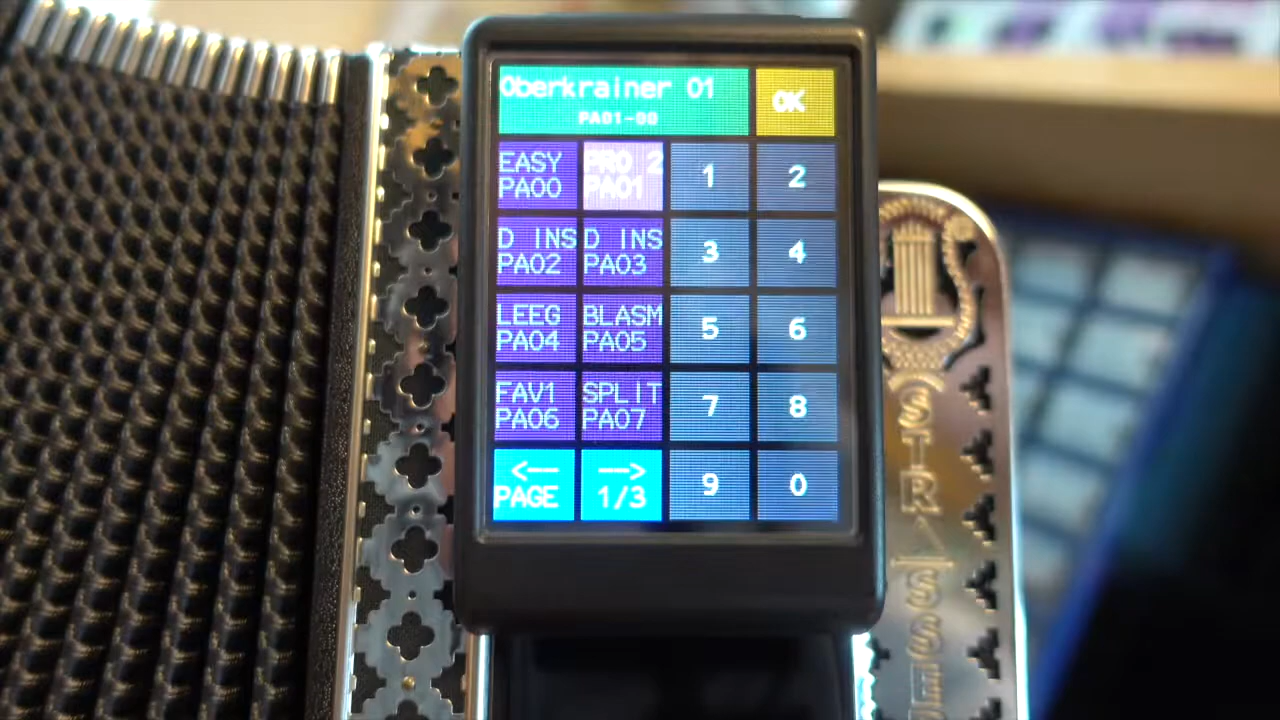 Oberkrainer 01
PA01-00
OK
EASY
PA00
PRO 2
PA01
1
2
D INS
PA02
D INS
PA03
3
4
LEEG
PA04
BLASM
PA05
5
6
FAV1
PA06
SPLIT
PA07
7
8
<—
PAGE
—>
1/3
9
0
STRASSE